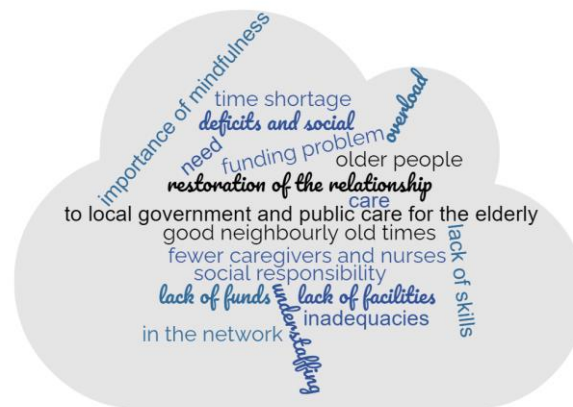 importance of mindfulness
time shortage
overload
deficits and social
need
funding problem
older people
restoration of the relationship
care
to local government and public care for the elderly
good neighbourly old times
lack of skills
fewer caregivers and nurses
social responsibility
lack of funds
understaffing
lack of facilities
inadequacies
in the network